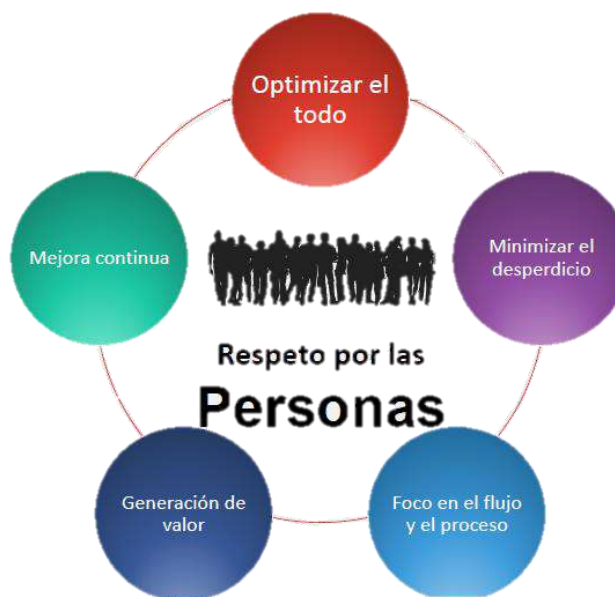 Optimizar el
todo
Mejora continua
Minimizar el
desperdicio
Respeto por las
Personas
Generación de
valor
Foco en el flujo
y el proceso